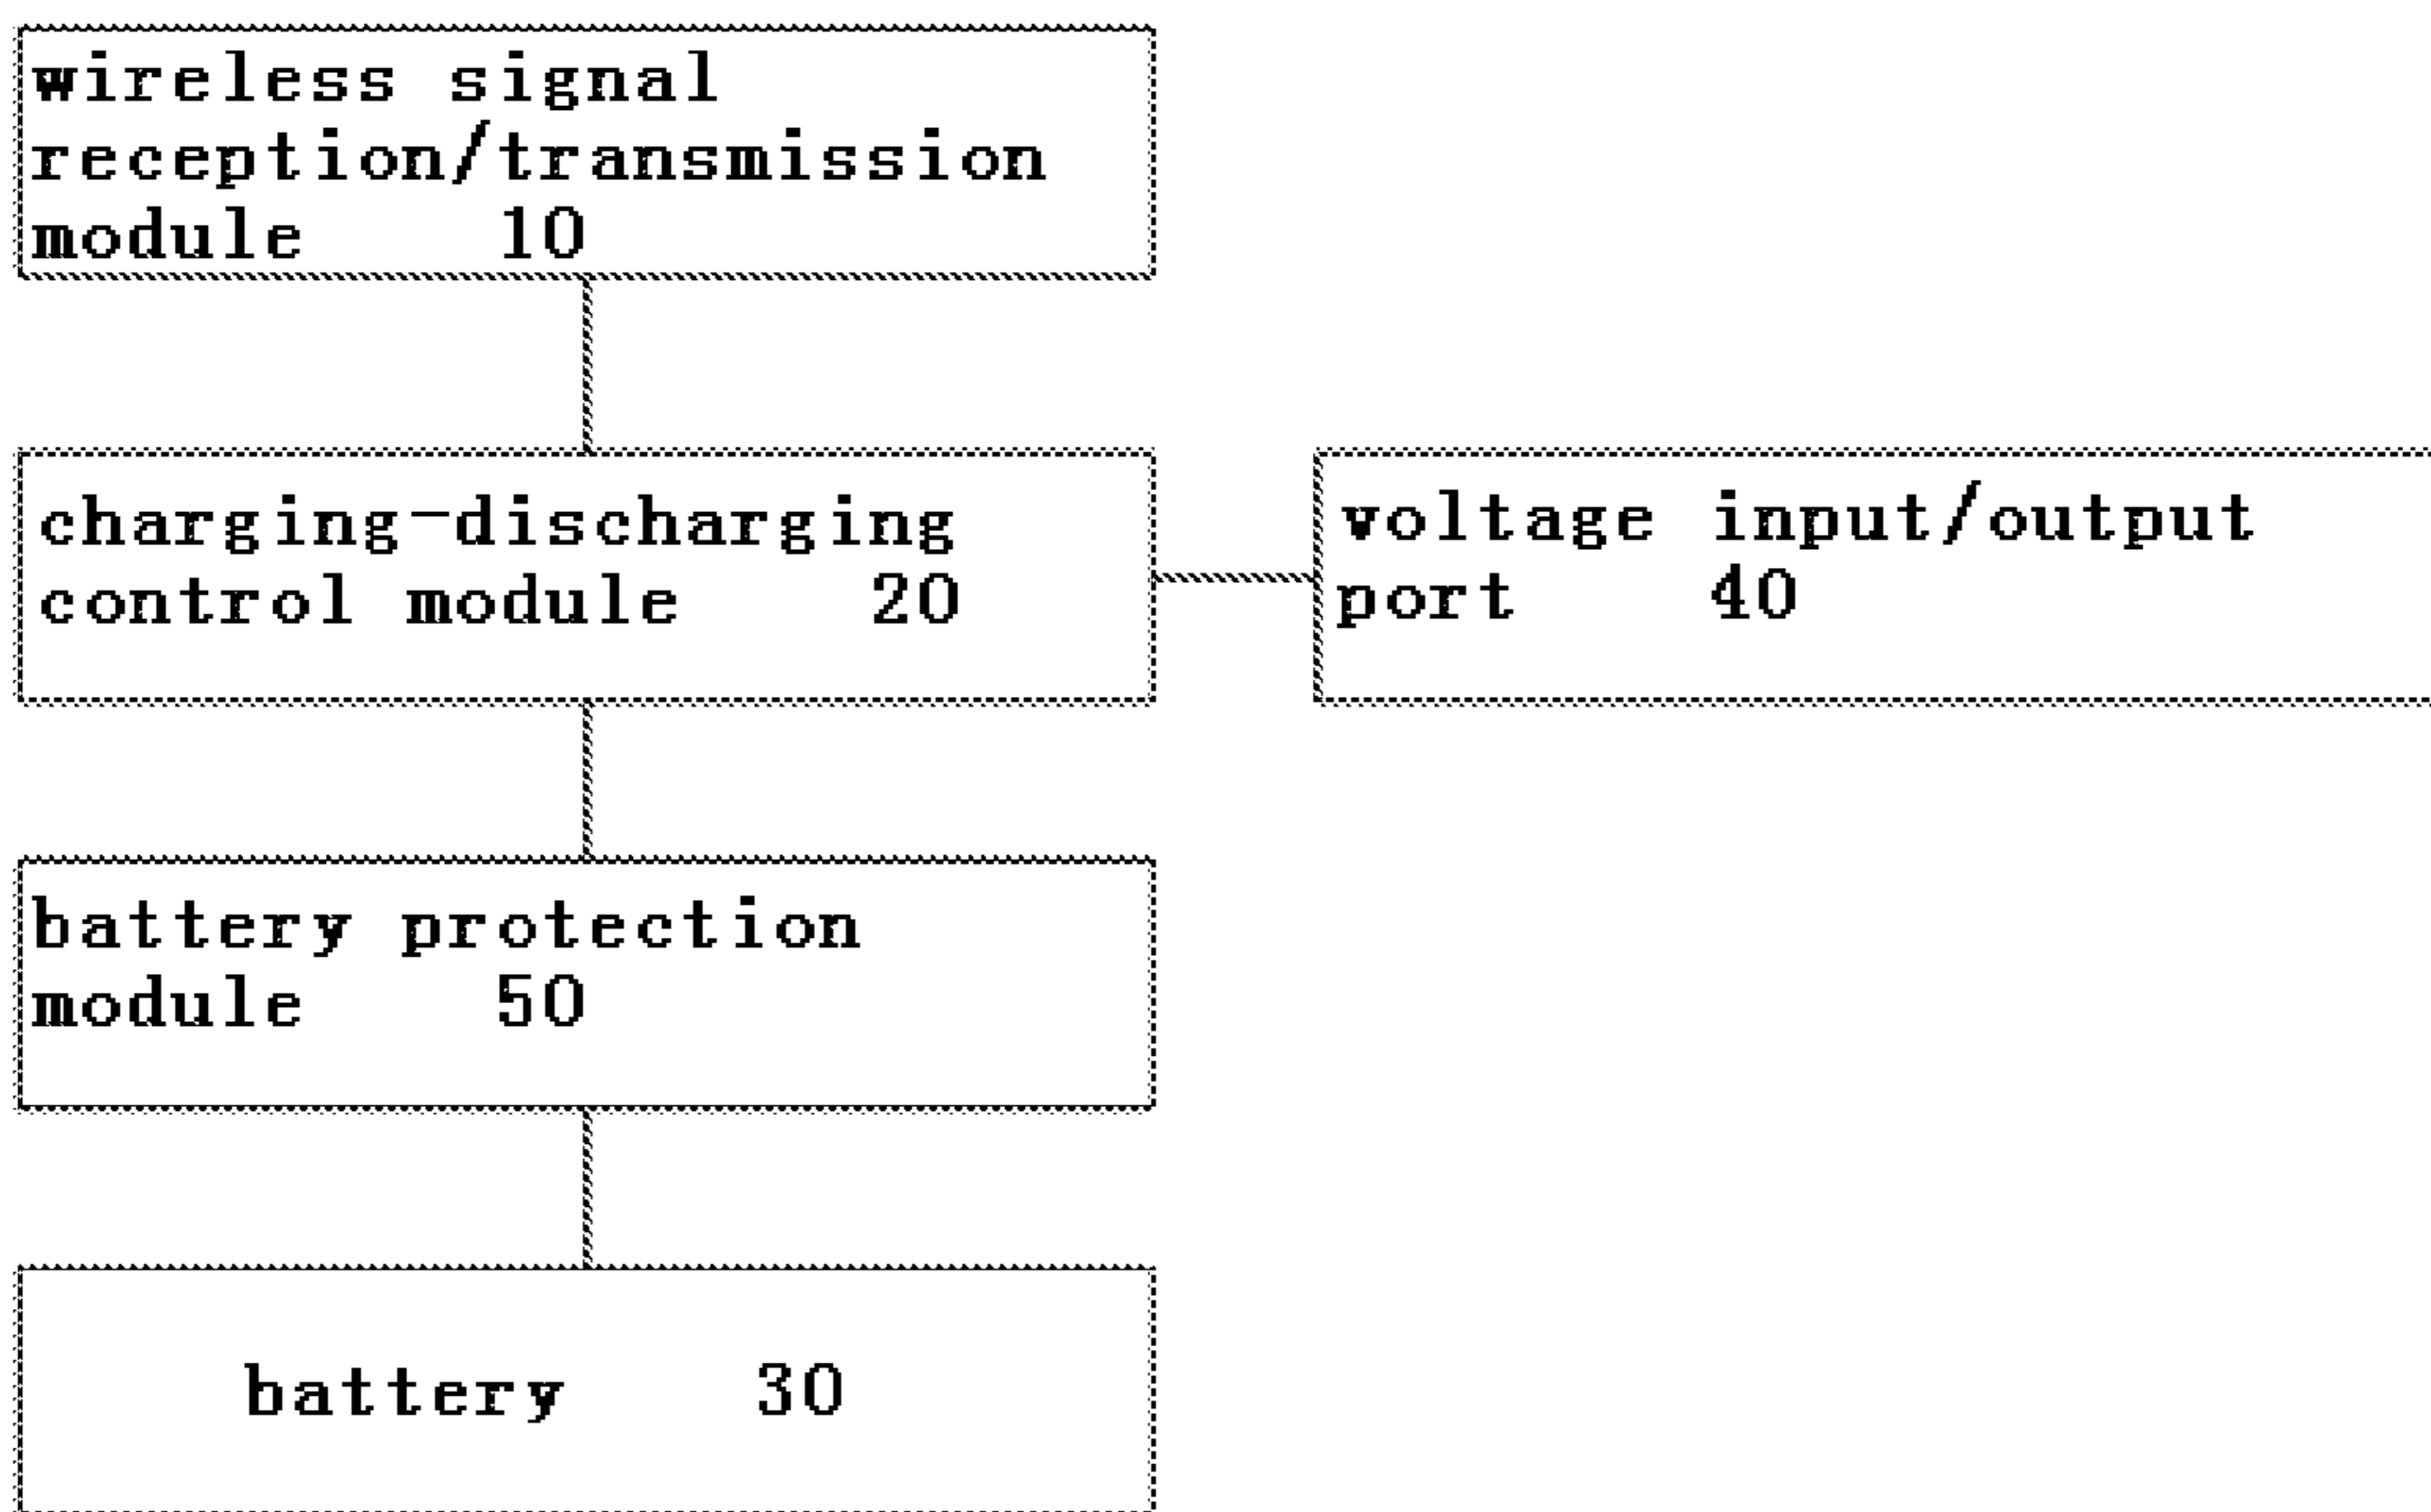 wireless signal
reception/transmission
module 10
charging-discharging
control module 20
voltage input/output
port 40
battery protection
module 50
battery 30